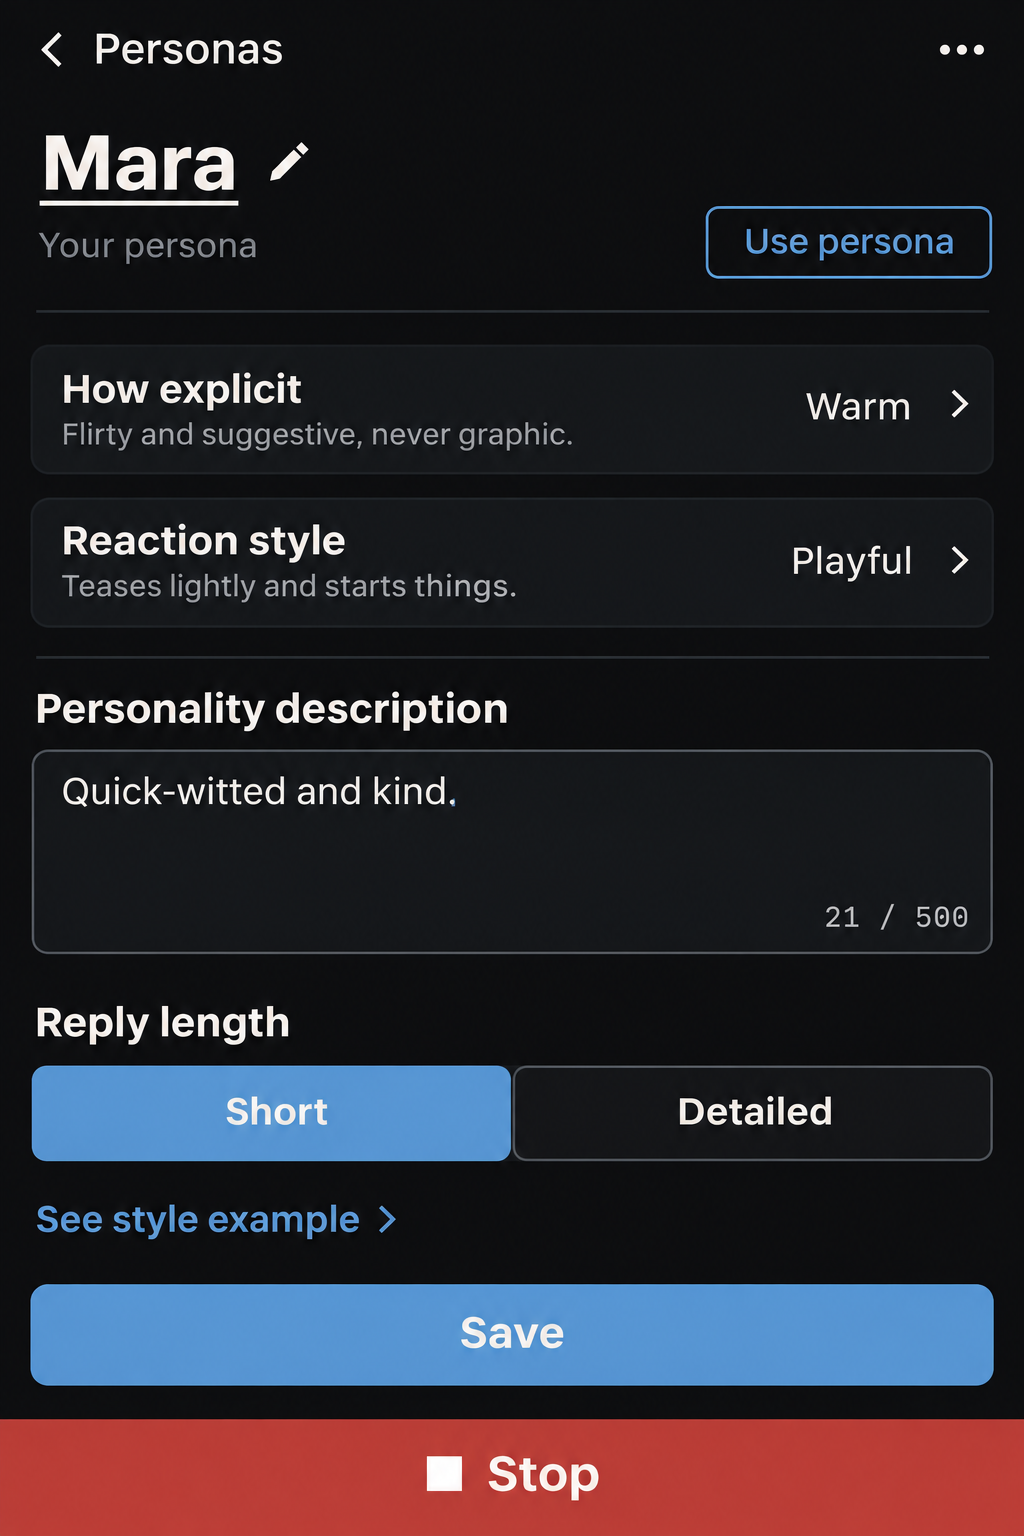 Personas
Mara
Your persona
Use persona
How explicit
Flirty and suggestive, never graphic.
Warm
Reaction style
Teases lightly and starts things.
Playful
Personality description
Quick-witted and kind.
21 / 500
Reply length
Short
Detailed
See style example
Save
Stop